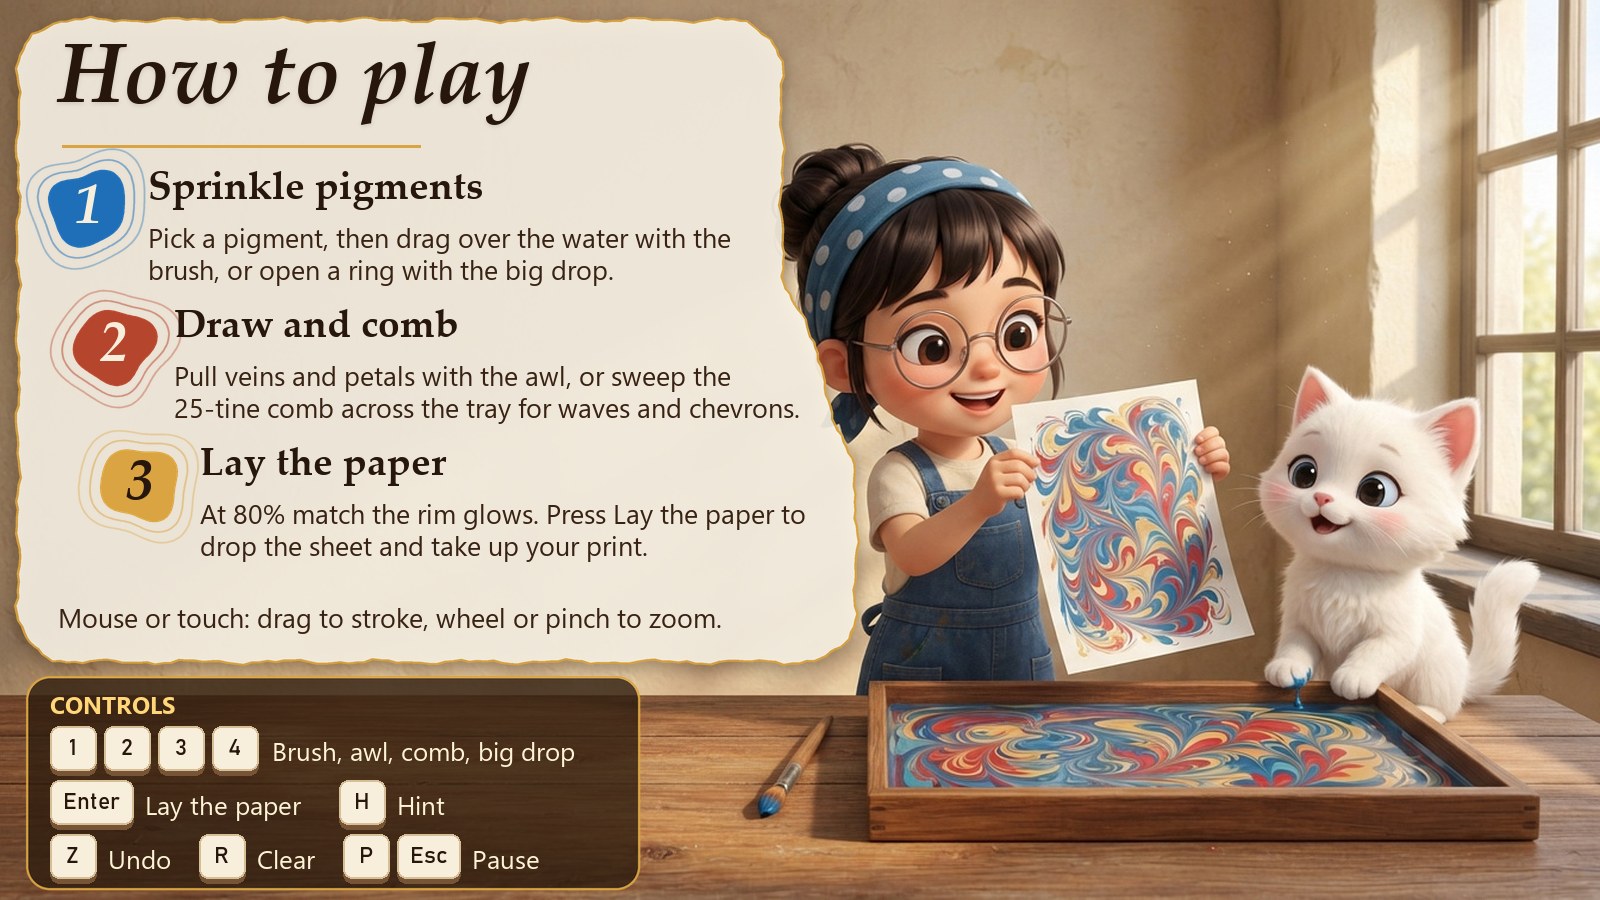 How to play
1
Sprinkle pigments
Pick a pigment, then drag over the water with the
brush, or open a ring with the big drop.
2
Draw and comb
Pull veins and petals with the awl, or sweep the
25-tine comb across the tray for waves and chevrons.
3
Lay the paper
At 80% match the rim glows. Press Lay the paper to
drop the sheet and take up your print.
Mouse or touch: drag to stroke, wheel or pinch to zoom.
CONTROLS
1 2 3 4 Brush, awl, comb, big drop
Enter Lay the paper H Hint
Z Undo R Clear P Esc Pause